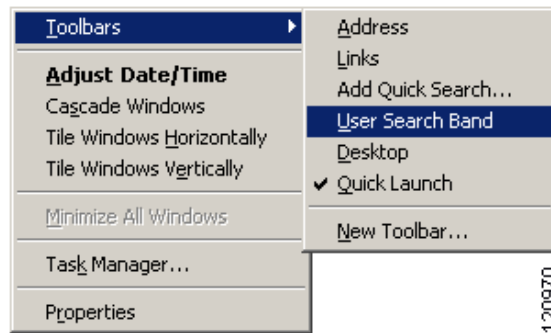 Toolbars
Adjust Date/Time
Cascade Windows
Tile Windows Horizontally
Tile Windows Vertically
Minimize All Windows
Task Manager...
Properties
Address
Links
Add Quick Search...
User Search Band
Desktop
Quick Launch
New Toolbar...
120970